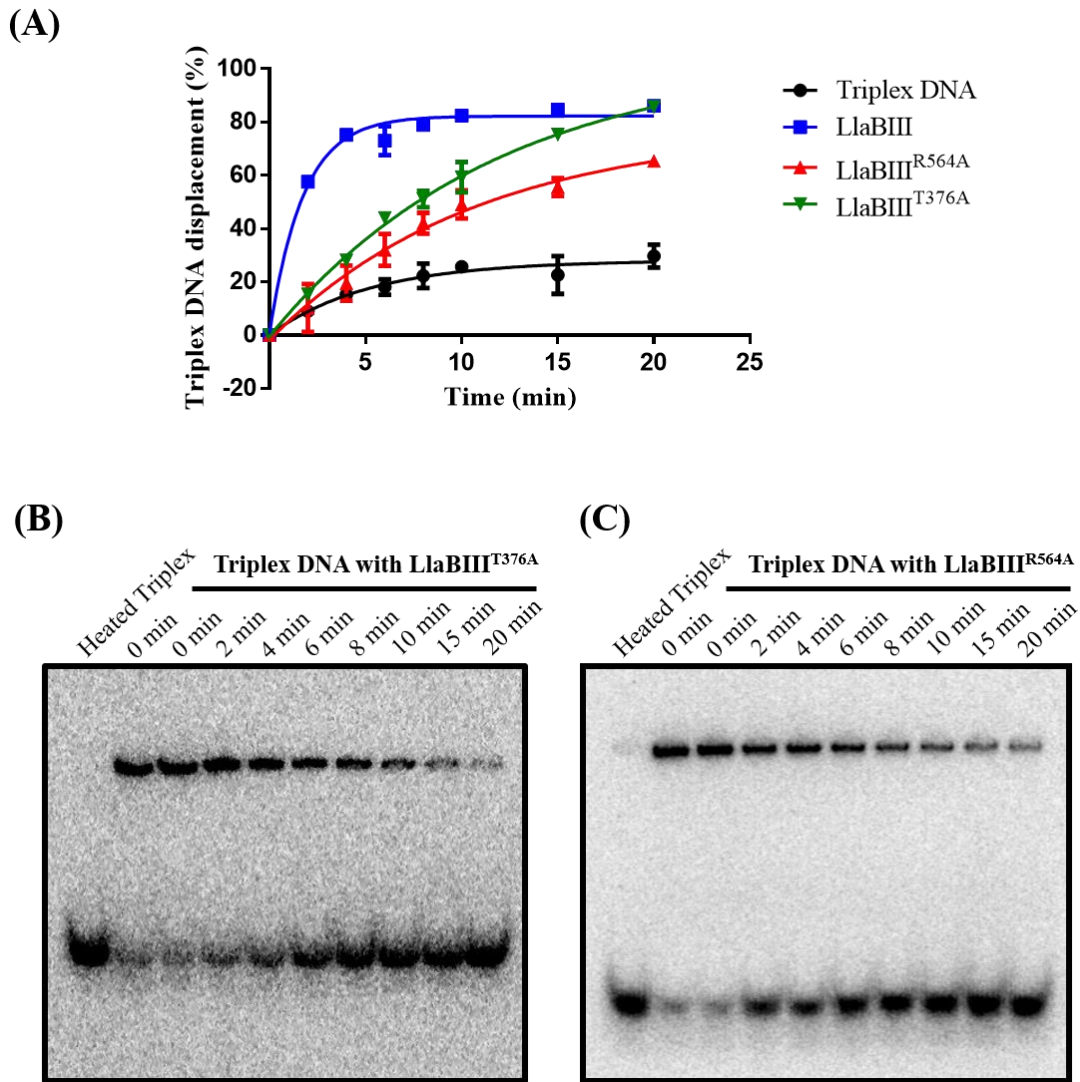 (A)
Triplex DNA displacement (%)
100
80
60
40
20
0
-20
5
10
15
20
25
Time (min)
Triplex DNA
LlaBIII
LlaBIII^R564A
LlaBIII^T376A
(B)
Heated Triplex
0 min
Triplex DNA with LlaBIII^T376A
0 min
2 min
4 min
6 min
8 min
10 min
15 min
20 min
(C)
Heated Triplex
0 min
Triplex DNA with LlaBIII^R564A
0 min
2 min
4 min
6 min
8 min
10 min
15 min
20 min